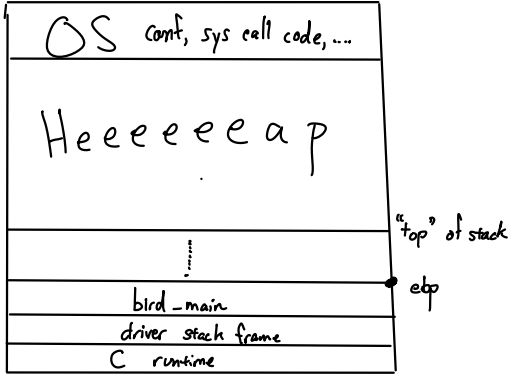 OS conf, sys call code, ....
Heeeeeeap
"top" of stack
ebp
bird_main
driver stack frame
C runtime